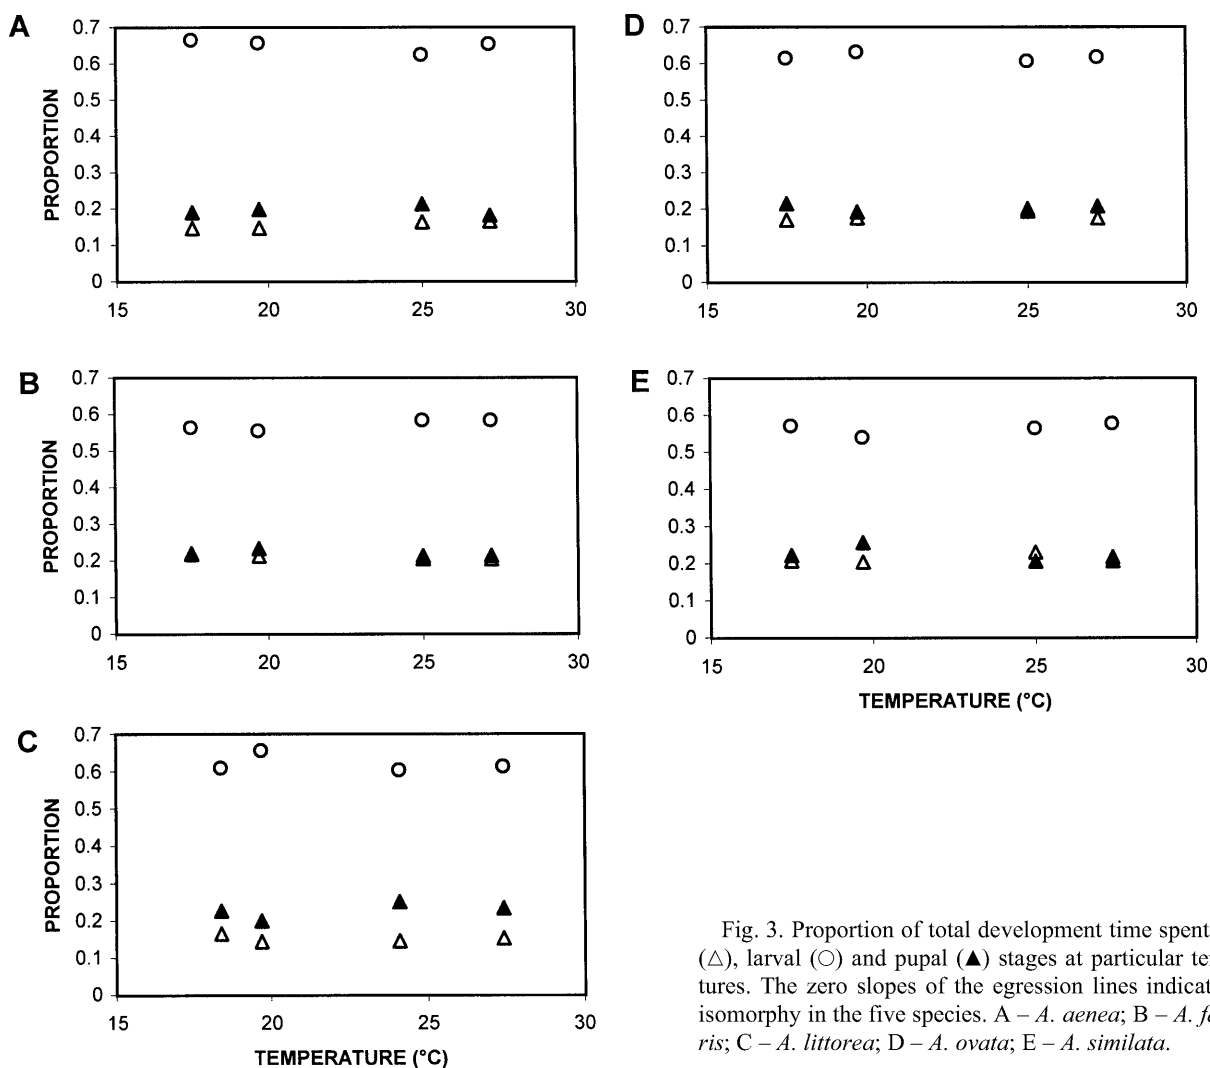 A
0.7
0.6
0.5
0.4
0.3
0.2
0.1
0
PROPORTION
15 20 25 30
B
0.7
0.6
0.5
0.4
0.3
0.2
0.1
0
PROPORTION
15 20 25 30
C
0.7
0.6
0.5
0.4
0.3
0.2
0.1
0
PROPORTION
15 20 25 30
TEMPERATURE (°C)
D
0.7
0.6
0.5
0.4
0.3
0.2
0.1
0
15 20 25 30
E
0.7
0.6
0.5
0.4
0.3
0.2
0.1
0
15 20 25 30
TEMPERATURE (°C)
Fig. 3. Proportion of total development time spent
(△), larval (○) and pupal (▲) stages at particular te
tures. The zero slopes of the egression lines indicat
isomorphy in the five species. A – A. aenea; B – A. fe
ris; C – A. littorea; D – A. ovata; E – A. similata.